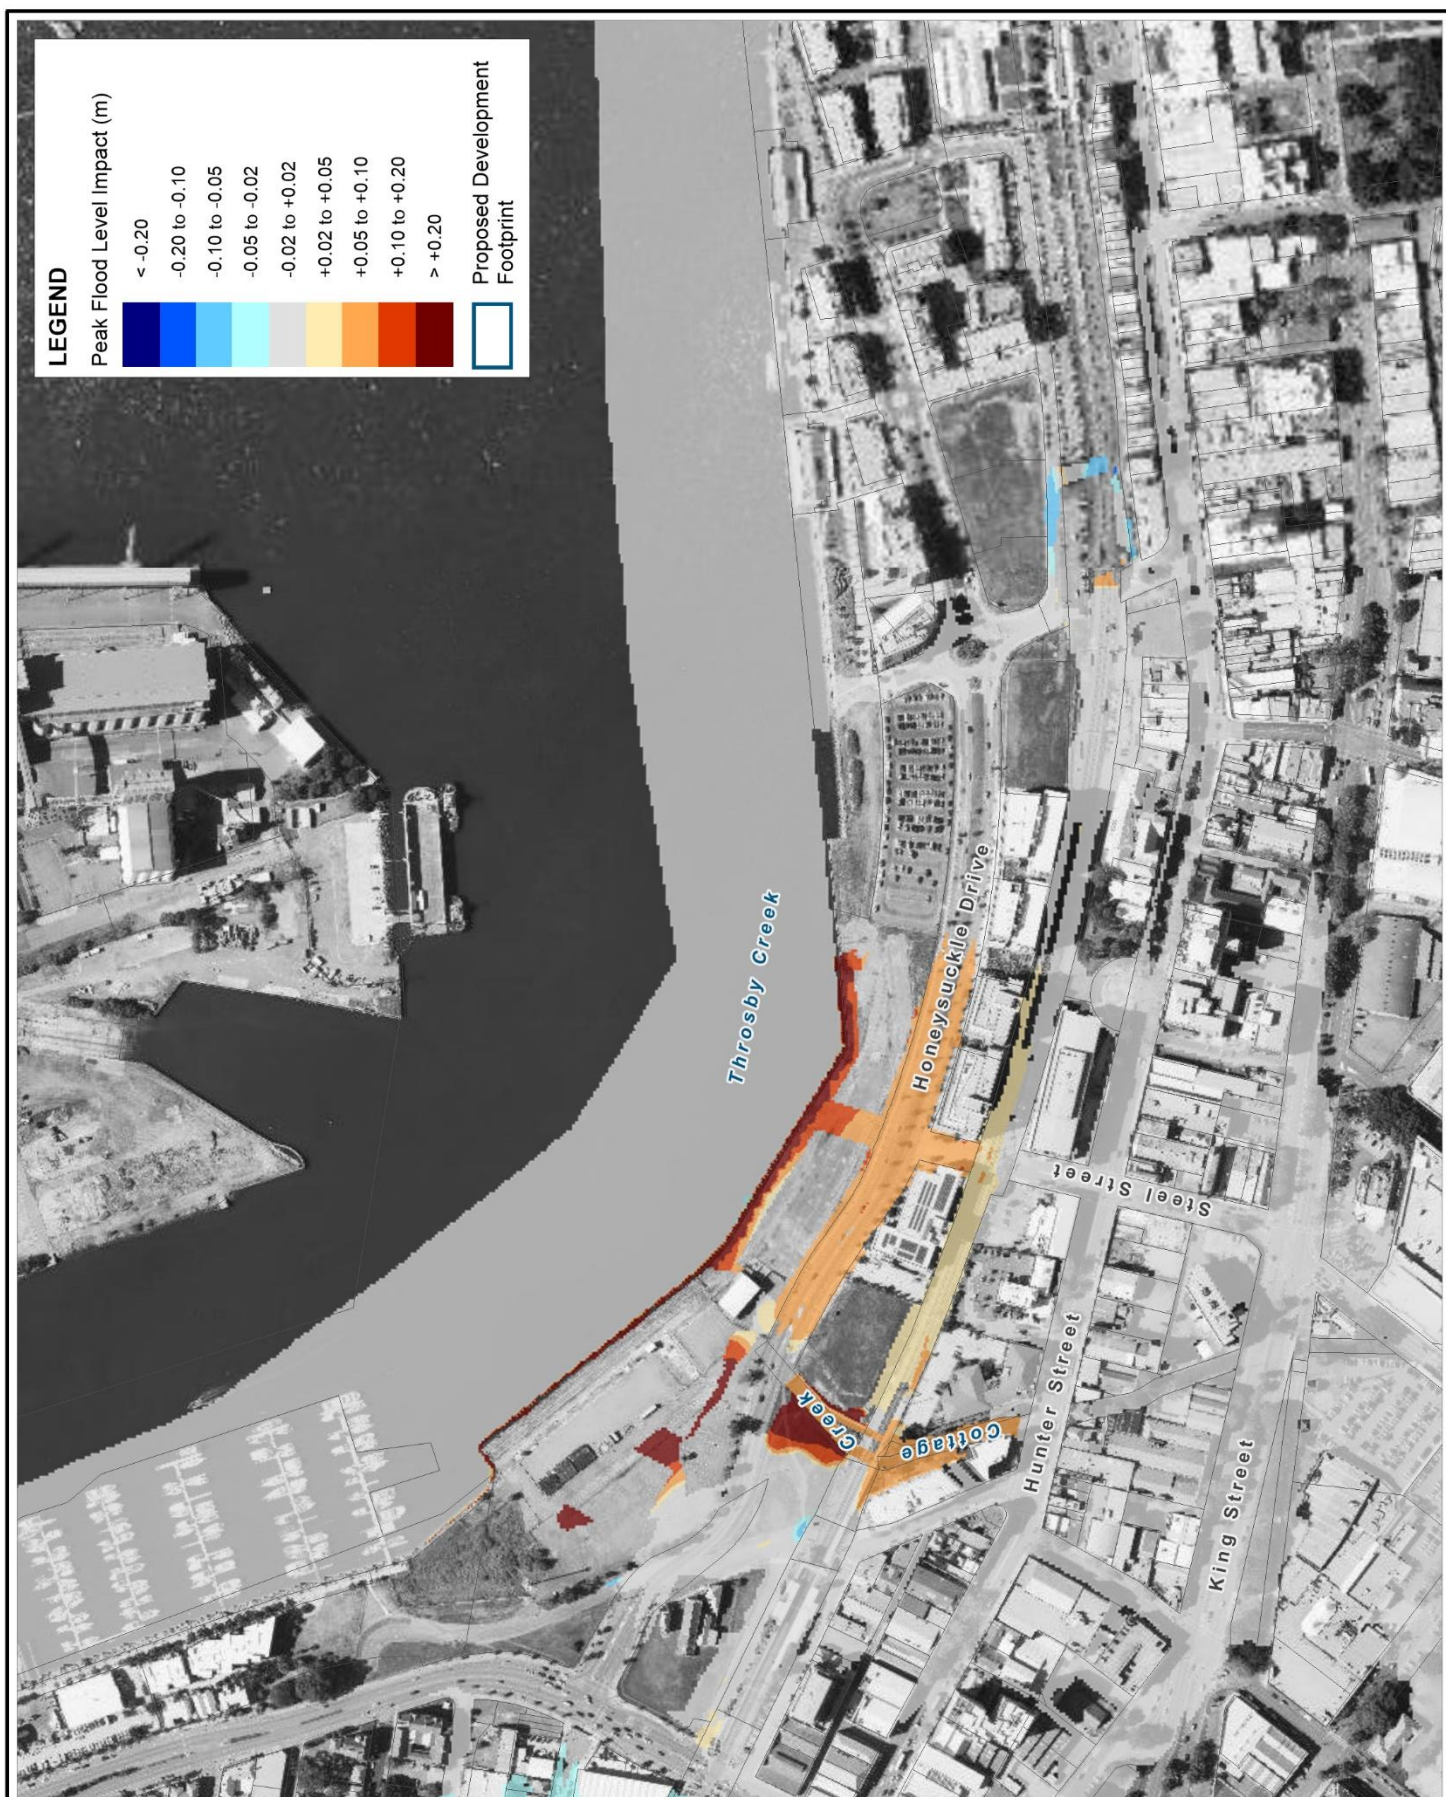 LEGEND
Peak Flood Level Impact (m)
< -0.20
-0.20 to -0.10
-0.10 to -0.05
-0.05 to -0.02
-0.02 to +0.02
+0.02 to +0.05
+0.05 to +0.10
+0.10 to +0.20
> +0.20
Proposed Development
Footprint
Throsby Creek
Honeysuckle Drive
Steel Street
Cottage
Creek
Hunter Street
King Street